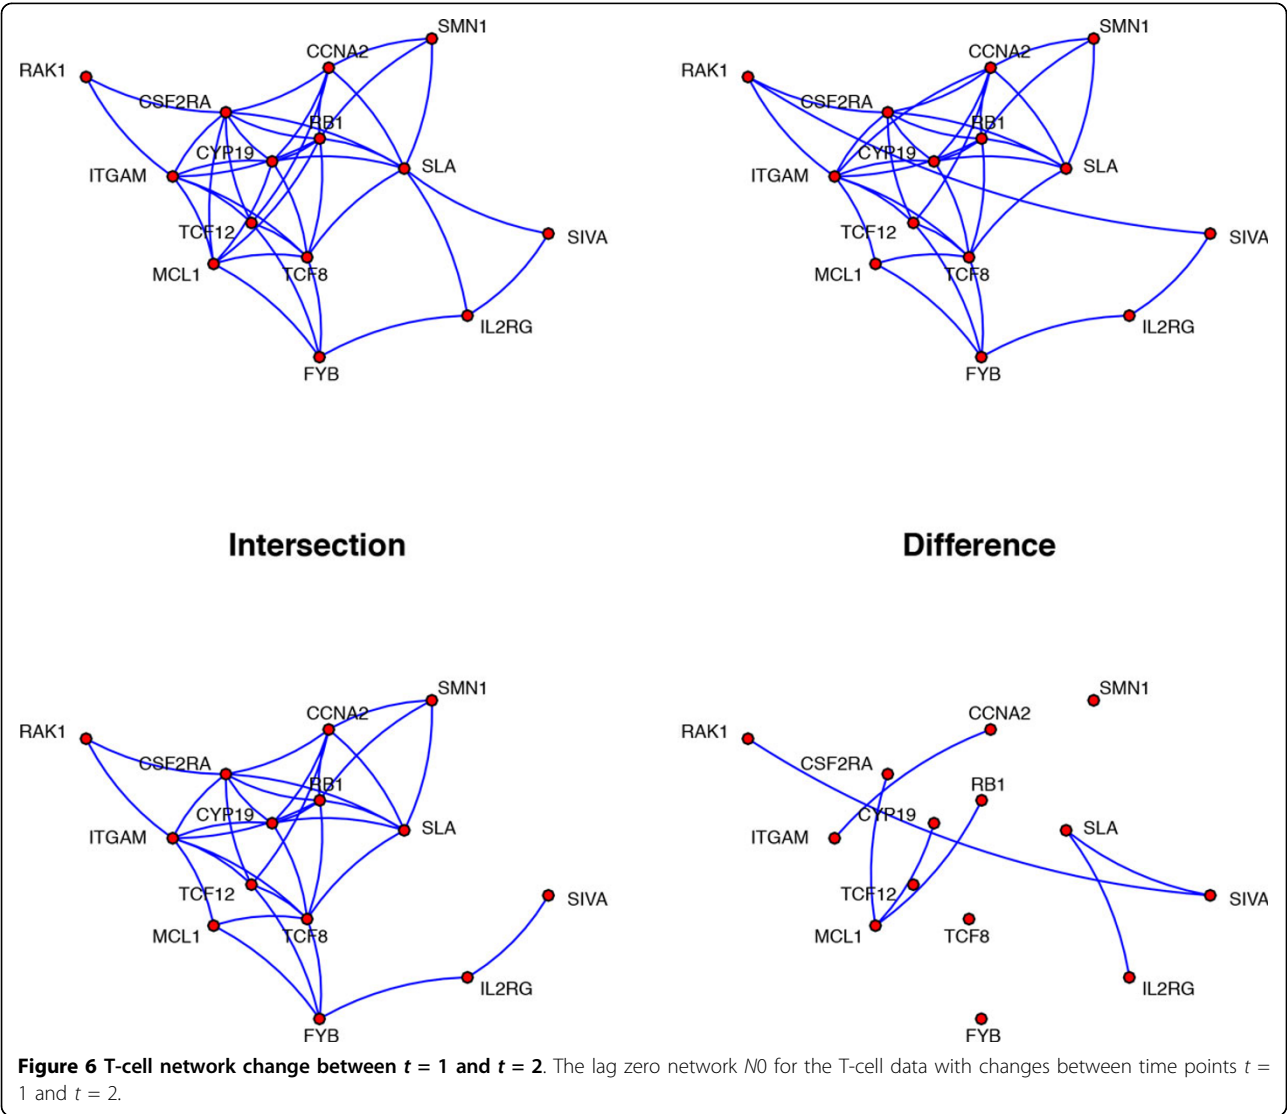 SMN1
CCNA2
RAK1
CSF2RA
RB1
CYP19
SLA
ITGAM
TCF12
SIVA
MCL1
TCF8
IL2RG
FYB
SMN1
CCNA2
RAK1
CSF2RA
RB1
CYP19
SLA
ITGAM
TCF12
SIVA
MCL1
TCF8
IL2RG
FYB
Intersection
SMN1
CCNA2
RAK1
CSF2RA
RB1
CYP19
SLA
ITGAM
TCF12
SIVA
MCL1
TCF8
IL2RG
FYB
Difference
SMN1
CCNA2
RAK1
CSF2RA
RB1
CYP19
SLA
ITGAM
TCF12
SIVA
MCL1
TCF8
IL2RG
FYB
Figure 6 T-cell network change between t = 1 and t = 2. The lag zero network N0 for the T-cell data with changes between time points t =
1 and t = 2.